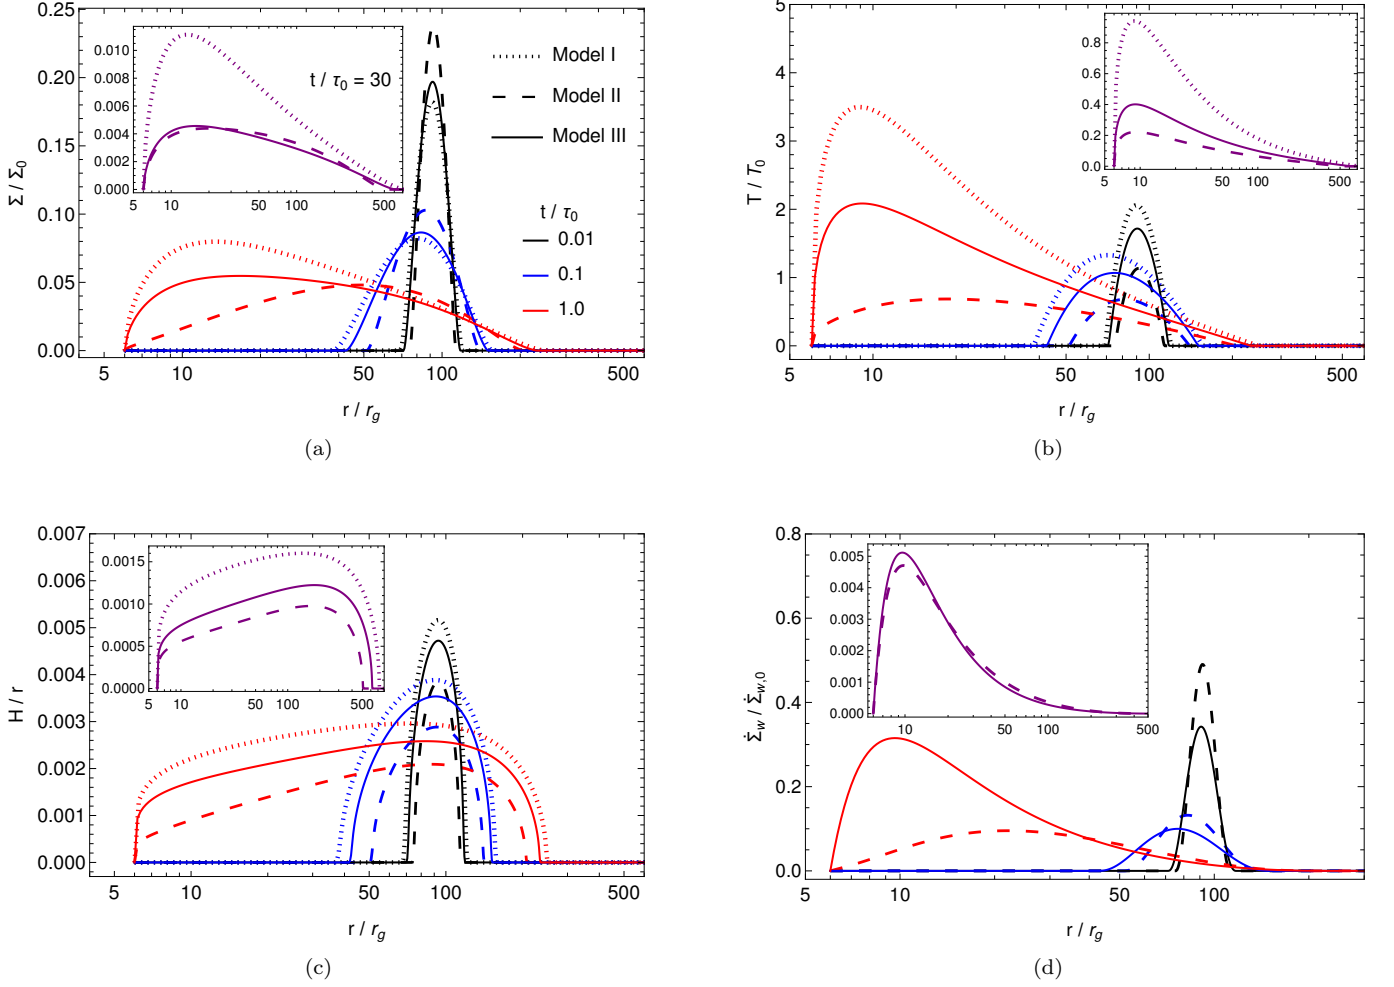 0.25
0.20
0.15
0.10
0.05
0.00
Σ / Σ0
5 10 50 100 500
r / rg
0.010
0.008
0.006
0.004
0.002
0.000
5 10 50 100 500
t / τ0 = 30
Model I
Model II
Model III
t / τ0
0.01
0.1
1.0
(a)
5
4
3
2
1
0
T / T0
5 10 50 100 500
r / rg
0.8
0.6
0.4
0.2
0.0
5 10 50 100 500
(b)
0.007
0.006
0.005
0.004
0.003
0.002
0.001
0.000
H / r
5 10 50 100 500
r / rg
0.0015
0.0010
0.0005
0.0000
5 10 50 100 500
(c)
0.8
0.6
0.4
0.2
0.0
Σ̇w / Σ̇w,0
5 10 50 100
r / rg
0.005
0.004
0.003
0.002
0.001
0.000
10 50 100 500
(d)